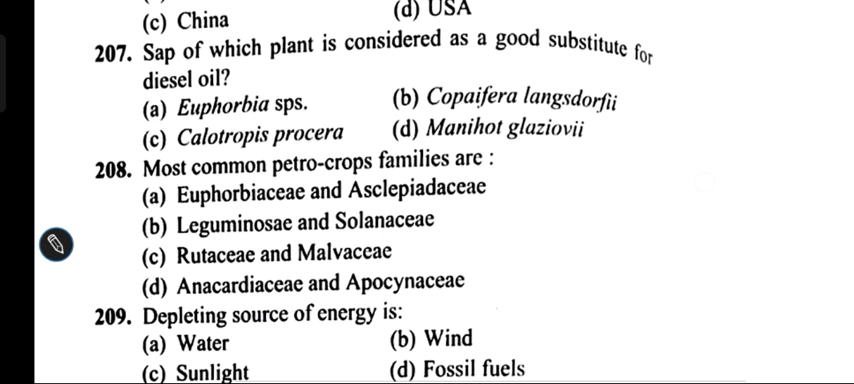 (c) China (d) USA
207. Sap of which plant is considered as a good substitute for
diesel oil?
(a) Euphorbia sps. (b) Copaifera langsdorfii
(c) Calotropis procera (d) Manihot glaziovii
208. Most common petro-crops families are :
(a) Euphorbiaceae and Asclepiadaceae
(b) Leguminosae and Solanaceae
(c) Rutaceae and Malvaceae
(d) Anacardiaceae and Apocynaceae
209. Depleting source of energy is:
(a) Water (b) Wind
(c) Sunlight (d) Fossil fuels